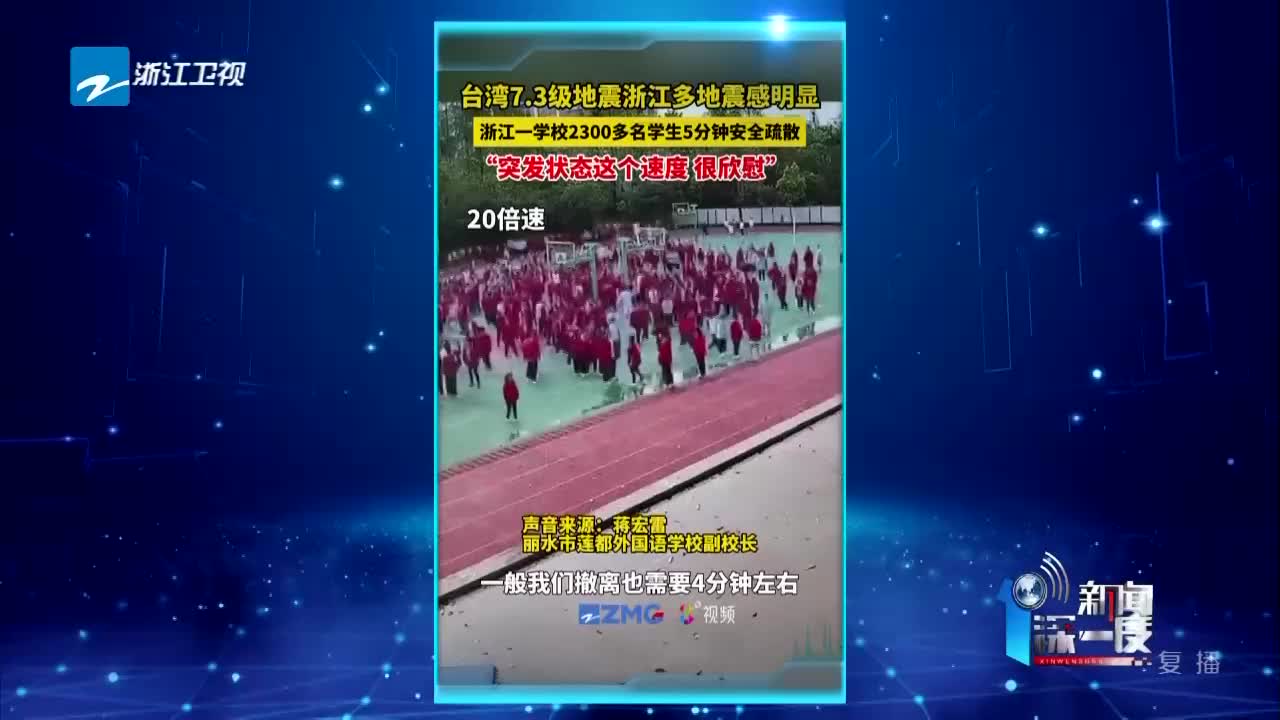 浙江卫视
台湾7.3级地震浙江多地震感明显
浙江一学校2300多名学生5分钟安全疏散
“突发状态这个速度 很欣慰”
20倍速
声音来源：蒋宏雷
丽水市莲都外国语学校副校长
一般我们撤离也需要4分钟左右
ZMG 视频
新闻
深一度
XINWENSHENDU
复播